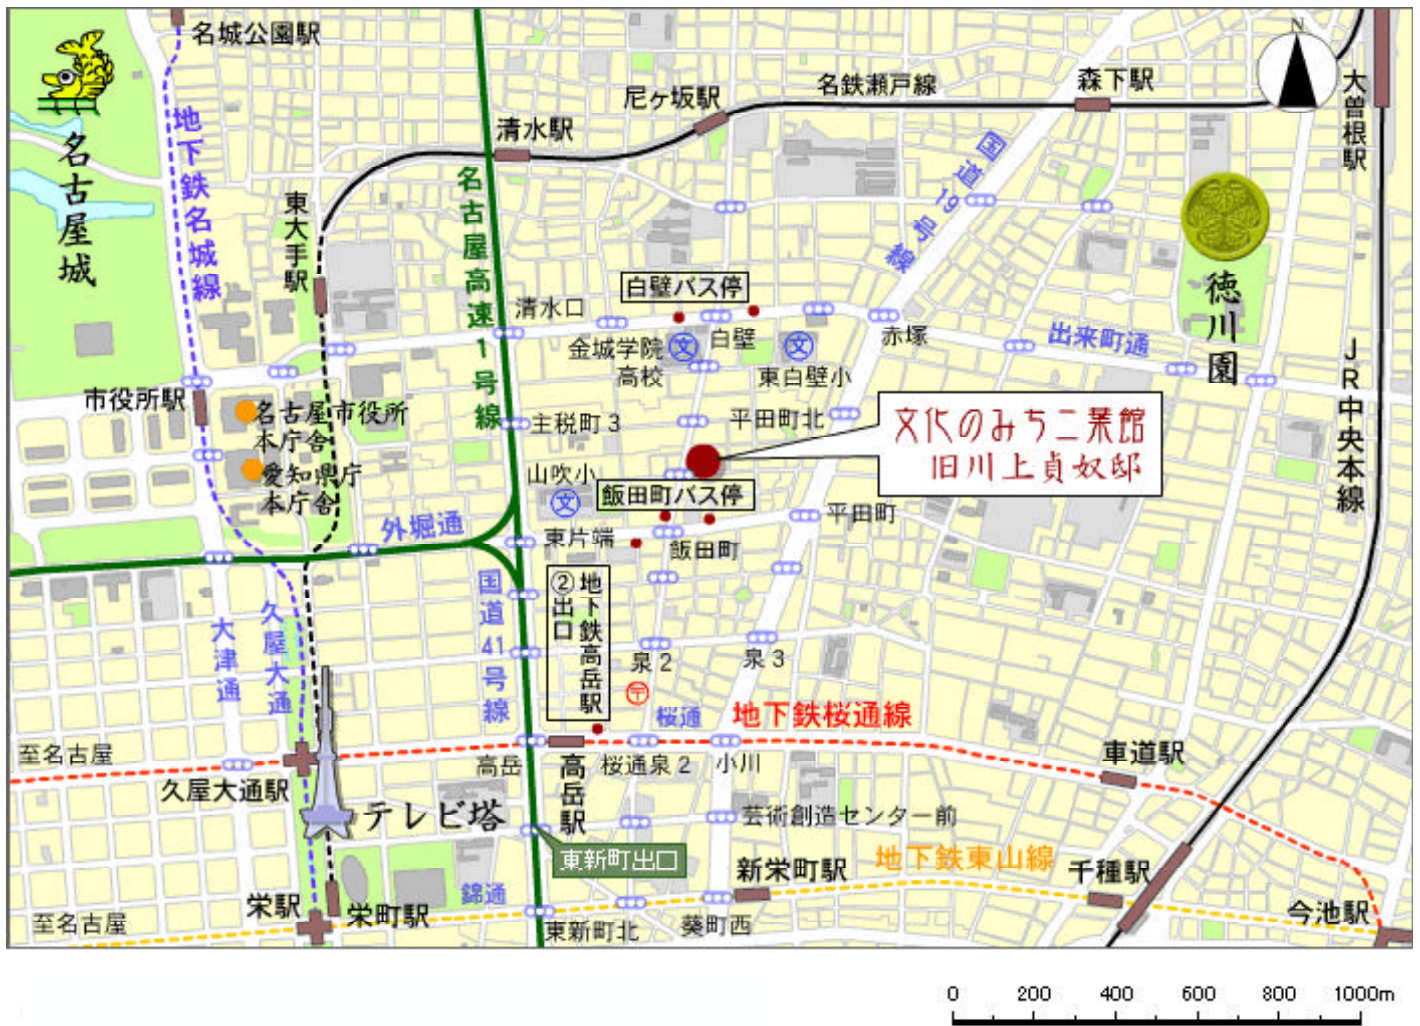 名城公園駅
N
名鉄瀬戸線
森下駅
尼ヶ坂駅
清水駅
大曽根駅
地下鉄名城線
名古屋城
東大手駅
名古屋高速1号線
国道19号線
徳川園
白壁バス停
清水口
赤塚
出来町通
金城学院
高校
文
白壁
文
東白壁小
JR中央本線
市役所駅
名古屋市役所
本庁舎
愛知県庁
本庁舎
主税町3
平田町北
文化のみち二葉館
旧川上貞奴邸
山吹小
文
飯田町バス停
平田町
外堀通
東片端
飯田町
国道41号線
地下鉄高岳駅
②出口
大津通
久屋大通
泉2
泉3
〒
桜通
地下鉄桜通線
至名古屋
久屋大通駅
高岳
高岳駅
桜通泉2
小川
車道駅
テレビ塔
芸術創造センター前
東新町出口
新栄町駅
地下鉄東山線
千種駅
錦通
栄駅
栄町駅
至名古屋
東新町北
葵町西
今池駅
0 200 400 600 800 1000m